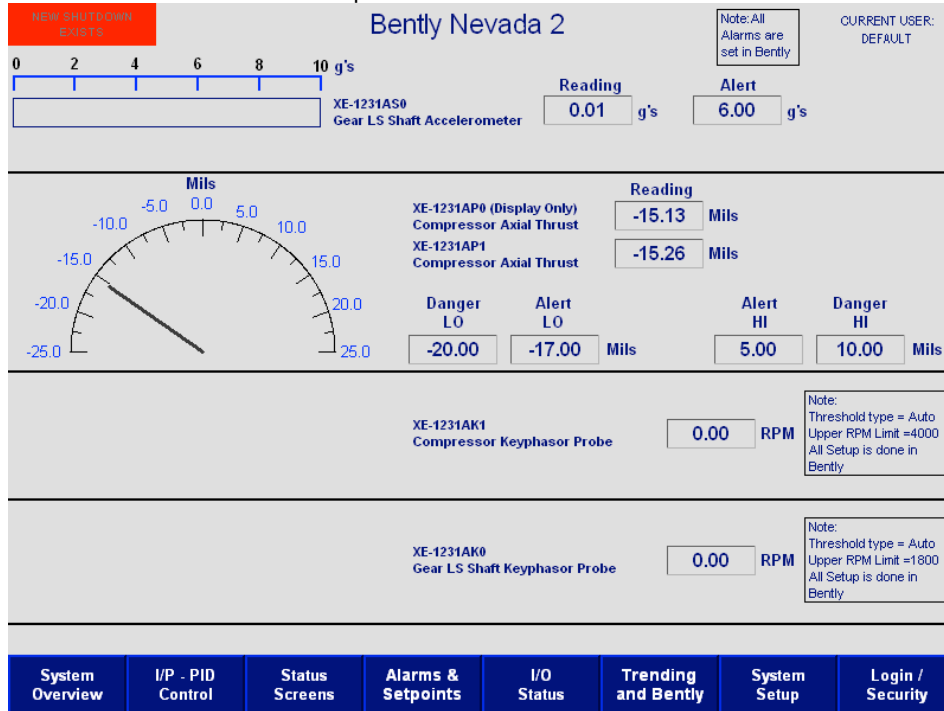 NEW SHUTDOWN
EXISTS
Bently Nevada 2
Note:All
Alarms are
set in Bently
CURRENT USER:
DEFAULT
0 2 4 6 8 10 g's
XE-1231AS0
Gear LS Shaft Accelerometer
Reading
0.01 g's
Alert
6.00 g's
Mils
-25.0 -20.0 -15.0 -10.0 -5.0 0.0 5.0 10.0 15.0 20.0 25.0
Reading
XE-1231AP0 (Display Only)
Compressor Axial Thrust
-15.13 Mils
XE-1231AP1
Compressor Axial Thrust
-15.26 Mils
Danger
LO
Alert
LO
Alert
HI
Danger
HI
-20.00 -17.00 Mils 5.00 10.00 Mils
XE-1231AK1
Compressor Keyphasor Probe
0.00 RPM
Note:
Threshold type = Auto
Upper RPM Limit =4000
All Setup is done in
Bently
XE-1231AK0
Gear LS Shaft Keyphasor Probe
0.00 RPM
Note:
Threshold type = Auto
Upper RPM Limit =1800
All Setup is done in
Bently
System
Overview
I/P - PID
Control
Status
Screens
Alarms &
Setpoints
I/O
Status
Trending
and Bently
System
Setup
Login /
Security